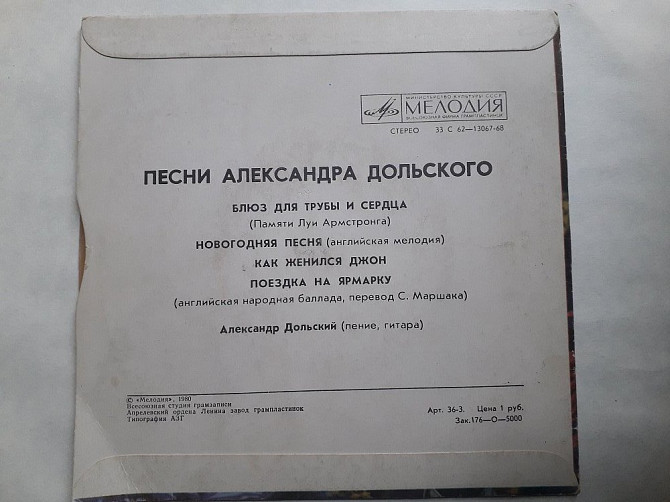 МИНИСТЕРСТВО КУЛЬТУРЫ СССР
МЕЛОДИЯ
ВСЕСОЮЗНАЯ ФИРМА ГРАМПЛАСТИНОК
СТЕРЕО 33 С 62—13067-68
ПЕСНИ АЛЕКСАНДРА ДОЛЬСКОГО
БЛЮЗ ДЛЯ ТРУБЫ И СЕРДЦА
(Памяти Луи Армстронга)
НОВОГОДНЯЯ ПЕСНЯ (английская мелодия)
КАК ЖЕНИЛСЯ ДЖОН
ПОЕЗДКА НА ЯРМАРКУ
(английская народная баллада, перевод С. Маршака)
Александр Дольский (пение, гитара)
© «Мелодия», 1980
Всесоюзная студия грамзаписи
Апрелевский ордена Ленина завод грампластинок
Типография АЗГ
Арт. 36-3. Цена 1 руб.
Зак.176—О—5000